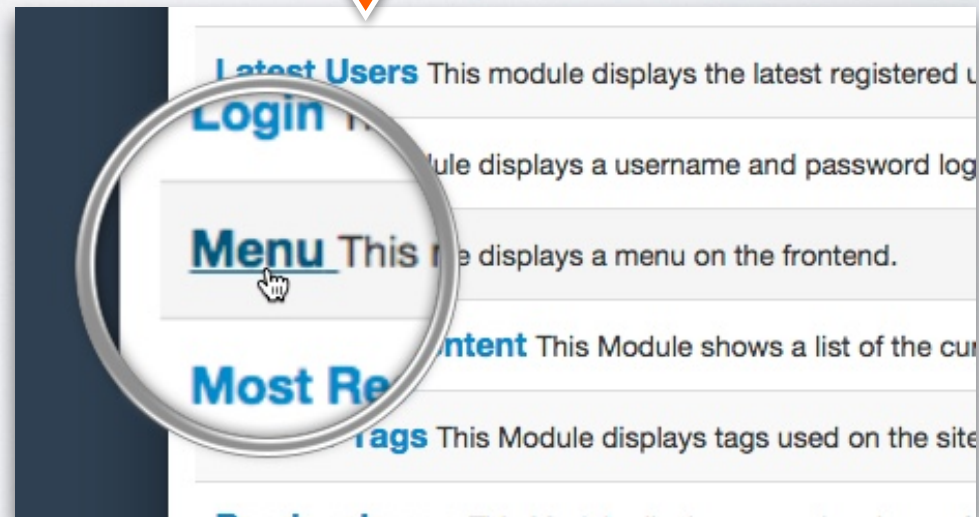 Latest Users This module displays the latest registered
Login
ule displays a username and password log
Menu This
e displays a menu on the frontend.
ntent This Module shows a list of the cur
Most Re
Tags This Module displays tags used on the site